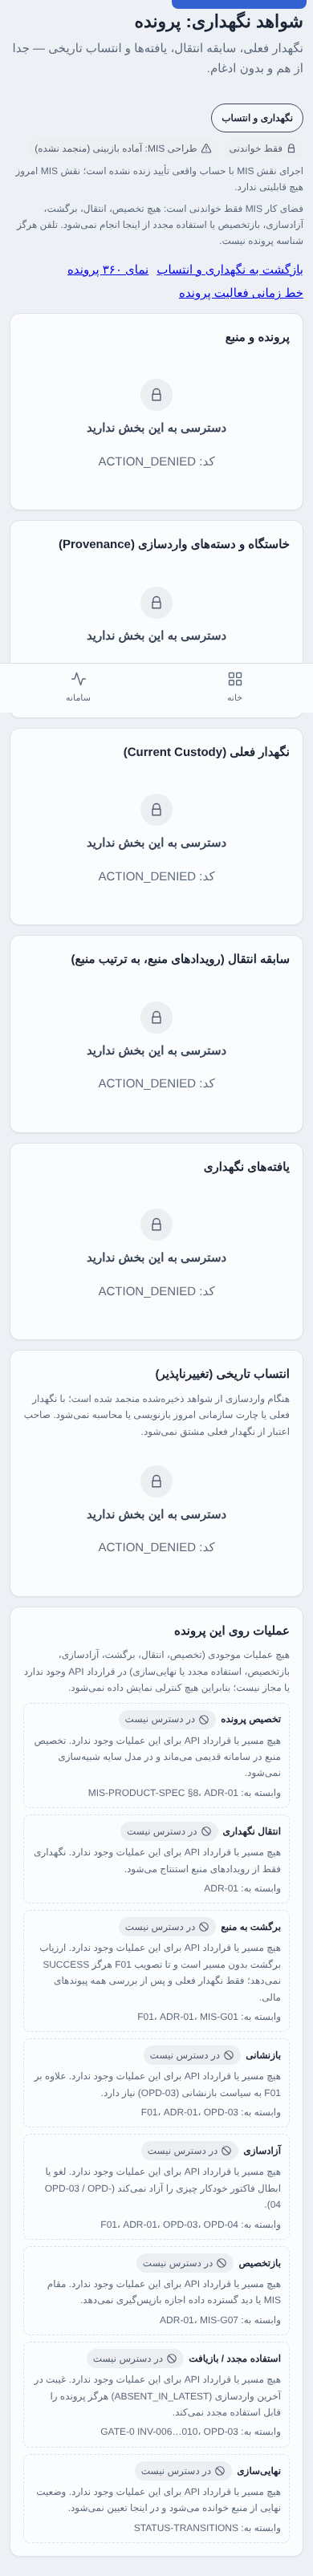 شواهد نگهداری: پرونده
نگهدار فعلی، سابقه انتقال، یافته‌ها و انتساب تاریخی — جدا
از هم و بدون ادغام.
نگهداری و انتساب
فقط خواندنی
طراحی MIS: آماده بازبینی (منجمد نشده)
اجرای نقش MIS با حساب واقعی تأیید زنده نشده است؛ نقش MIS امروز
هیچ قابلیتی ندارد.
فضای کار MIS فقط خواندنی است: هیچ تخصیص، انتقال، برگشت،
آزادسازی، بازتخصیص یا استفاده مجدد از اینجا انجام نمی‌شود. تلفن هرگز
شناسه پرونده نیست.
بازگشت به نگهداری و انتساب
نمای ۳۶۰ پرونده
خط زمانی فعالیت پرونده
پرونده و منبع
دسترسی به این بخش ندارید
کد: ACTION_DENIED
خاستگاه و دسته‌های واردسازی (Provenance)
دسترسی به این بخش ندارید
خانه
سامانه
نگهدار فعلی (Current Custody)
دسترسی به این بخش ندارید
کد: ACTION_DENIED
سابقه انتقال (رویدادهای منبع، به ترتیب منبع)
دسترسی به این بخش ندارید
کد: ACTION_DENIED
یافته‌های نگهداری
دسترسی به این بخش ندارید
کد: ACTION_DENIED
انتساب تاریخی (تغییرناپذیر)
هنگام واردسازی از شواهد ذخیره‌شده منجمد شده است؛ با نگهدار
فعلی یا چارت سازمانی امروز بازنویسی یا محاسبه نمی‌شود. صاحب
اعتبار از نگهدار فعلی مشتق نمی‌شود.
دسترسی به این بخش ندارید
کد: ACTION_DENIED
عملیات روی این پرونده
هیچ عملیات موجودی (تخصیص، انتقال، برگشت، آزادسازی،
بازتخصیص، استفاده مجدد یا نهایی‌سازی) در قرارداد API وجود ندارد
یا مجاز نیست؛ بنابراین هیچ کنترلی نمایش داده نمی‌شود.
تخصیص پرونده
در دسترس نیست
هیچ مسیر یا قرارداد API برای این عملیات وجود ندارد. تخصیص
منبع در سامانه قدیمی می‌ماند و در مدل سایه شبیه‌سازی
نمی‌شود.
وابسته به: MIS-PRODUCT-SPEC §8، ADR-01
انتقال نگهداری
در دسترس نیست
هیچ مسیر یا قرارداد API برای این عملیات وجود ندارد. نگهداری
فقط از رویدادهای منبع استنتاج می‌شود.
وابسته به: ADR-01
برگشت به منبع
در دسترس نیست
هیچ مسیر یا قرارداد API برای این عملیات وجود ندارد. ارزیاب
برگشت بدون مسیر است و تا تصویب F01 هرگز SUCCESS
نمی‌دهد؛ فقط نگهدار فعلی و پس از بررسی همه پیوندهای
مالی.
وابسته به: F01، ADR-01، MIS-G01
بازنشانی
در دسترس نیست
هیچ مسیر یا قرارداد API برای این عملیات وجود ندارد. علاوه بر
F01 به سیاست بازنشانی (OPD-03) نیاز دارد.
وابسته به: F01، ADR-01، OPD-03
آزادسازی
در دسترس نیست
هیچ مسیر یا قرارداد API برای این عملیات وجود ندارد. لغو یا
ابطال فاکتور خودکار چیزی را آزاد نمی‌کند (OPD-03 / OPD-
04).
وابسته به: F01، ADR-01، OPD-03، OPD-04
بازتخصیص
در دسترس نیست
هیچ مسیر یا قرارداد API برای این عملیات وجود ندارد. مقام
MIS یا دید گسترده داده اجازه بازپس‌گیری نمی‌دهد.
وابسته به: ADR-01، MIS-G07
استفاده مجدد / بازیافت
در دسترس نیست
هیچ مسیر یا قرارداد API برای این عملیات وجود ندارد. غیبت در
آخرین واردسازی (ABSENT_IN_LATEST) هرگز پرونده را
قابل استفاده مجدد نمی‌کند.
وابسته به: GATE-0 INV-006…010، OPD-03
نهایی‌سازی
در دسترس نیست
هیچ مسیر یا قرارداد API برای این عملیات وجود ندارد. وضعیت
نهایی از منبع خوانده می‌شود و در اینجا تعیین نمی‌شود.
وابسته به: STATUS-TRANSITIONS